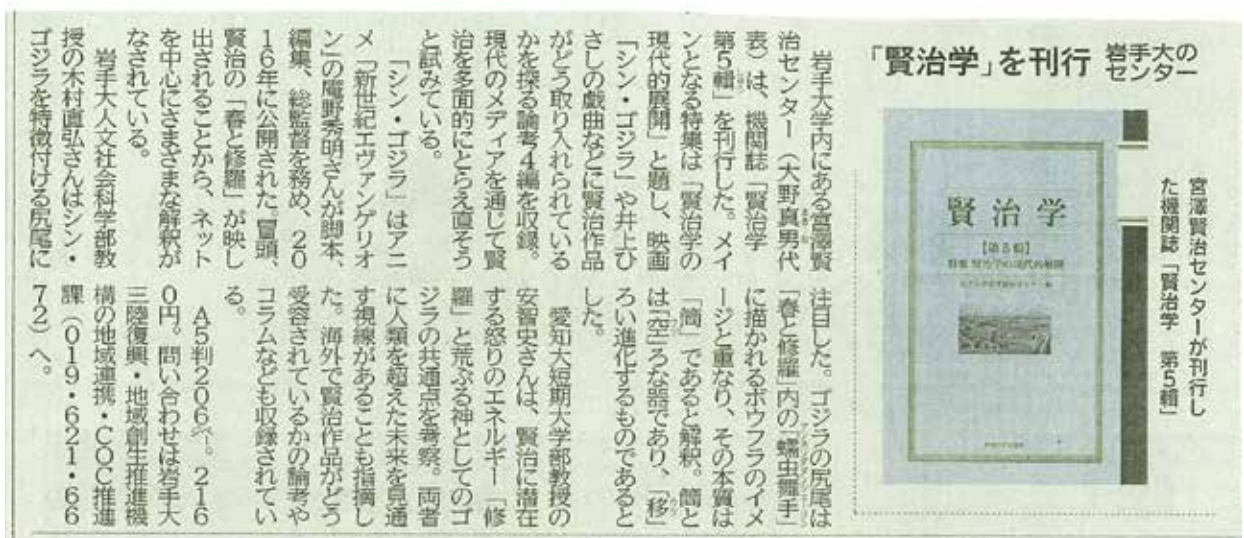 「賢治学」を刊行 岩手大の
センター
宮澤賢治センターが刊行し
た機関誌「賢治学 第5輯」
賢治学
【第5輯】
特集 賢治学の現代的展開
岩手大学内にある宮澤賢
治センター(大野眞男代
表)は、機関誌「賢治学
第5輯」を刊行した。メイ
ンとなる特集は「賢治学の
現代的展開」と題し、映画
「シン・ゴジラ」や井上ひ
さしの戯曲などに賢治作品
がどう取り入れられている
かを探る論考4編を収録。
現代のメディアを通じて賢
治を多面的にとらえ直そう
と試みている。
「シン・ゴジラ」はアニ
メ「新世紀エヴァンゲリオ
ン」の庵野秀明さんが脚本、
編集、総監督を務め、20
16年に公開された。冒頭、
賢治の「春と修羅」が映し
出されることから、ネット
を中心にさまざまな解釈が
なされている。
岩手大人文社会科学部教
授の木村直弘さんはシン・
ゴジラを特徴付ける尻尾に
注目した。ゴジラの尻尾は
「春と修羅」内の「蠕虫舞手」
に描かれるボウフラのイメ
ージと重なり、その本質は
「筒」であると解釈。筒と
は「空」ろな器であり、「移」
ろい進化するものであると
した。
愛知大短期大学部教授の
安智史さんは、賢治に潜在
する怒りのエネルギー「修
羅」と荒ぶる神としてのゴ
ジラの共通点を考察。両者
に人類を超えた未来を見通
す視線があることも指摘し
た。海外で賢治作品がどう
受容されているかの論考や
コラムなども収録されてい
る。
A5判206㌻。216
0円。問い合わせは岩手大
三陸復興・地域創生推進機
構の地域連携・COC推進
課(019・621・66
72)へ。